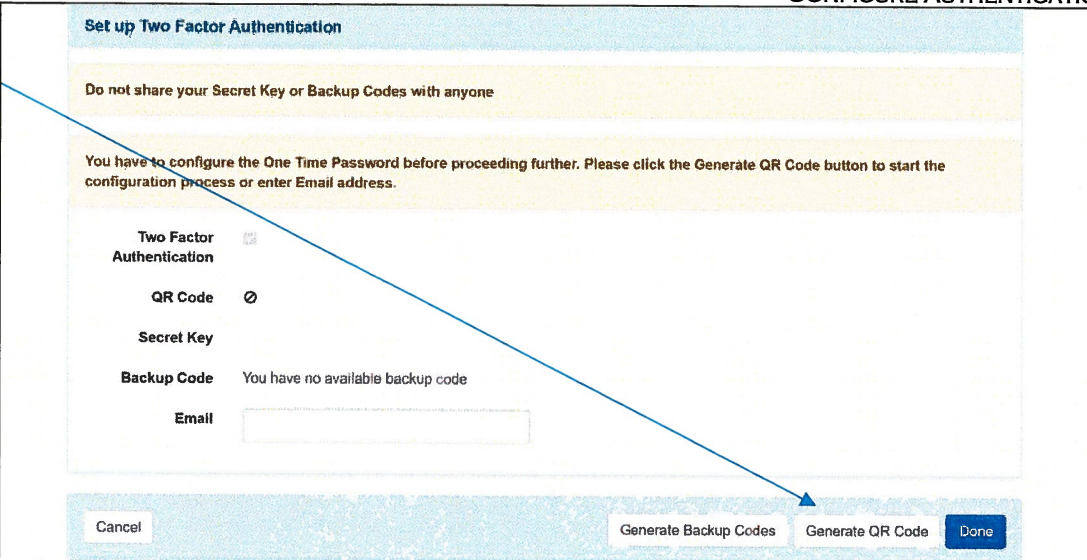 Set up Two Factor Authentication
Do not share your Secret Key or Backup Codes with anyone
You have to configure the One Time Password before proceeding further. Please click the Generate QR Code button to start the
configuration process or enter Email address.
Two Factor
Authentication
QR Code
Secret Key
Backup Code You have no available backup code
Email
Cancel Generate Backup Codes Generate QR Code Done